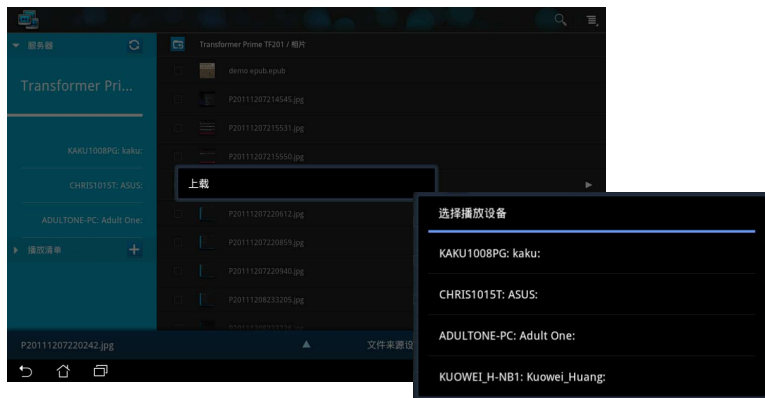 服务器
Transformer Prime TF201 / 相片
demo epub.epub
Transformer Pri...
P20111207214545.jpg
P20111207215531.jpg
KAKU1008PG: kaku:
P20111207215550.jpg
上载
CHRIS1015T: ASUS:
P20111207220612.jpg
ADULTONE-PC: Adult One:
播放清单
P20111207220859.jpg
P20111207220940.jpg
P20111208233205.jpg
P20111207220242.jpg
文件来源设
选择播放设备
KAKU1008PG: kaku:
CHRIS1015T: ASUS:
ADULTONE-PC: Adult One:
KUOWEI_H-NB1: Kuowei_Huang: